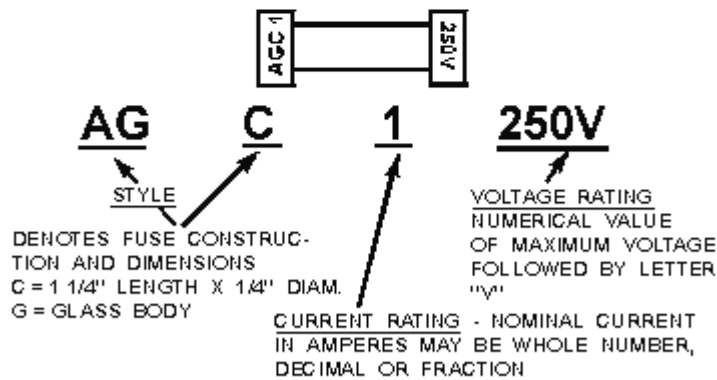 AGC 1
250V
AG C 1 250V
STYLE
DENOTES FUSE CONSTRUC-
TION AND DIMENSIONS
C = 1 1/4" LENGTH X 1/4" DIAM.
G = GLASS BODY
VOLTAGE RATING
NUMERICAL VALUE
OF MAXIMUM VOLTAGE
FOLLOWED BY LETTER
"V"
CURRENT RATING - NOMINAL CURRENT
IN AMPERES MAY BE WHOLE NUMBER,
DECIMAL OR FRACTION